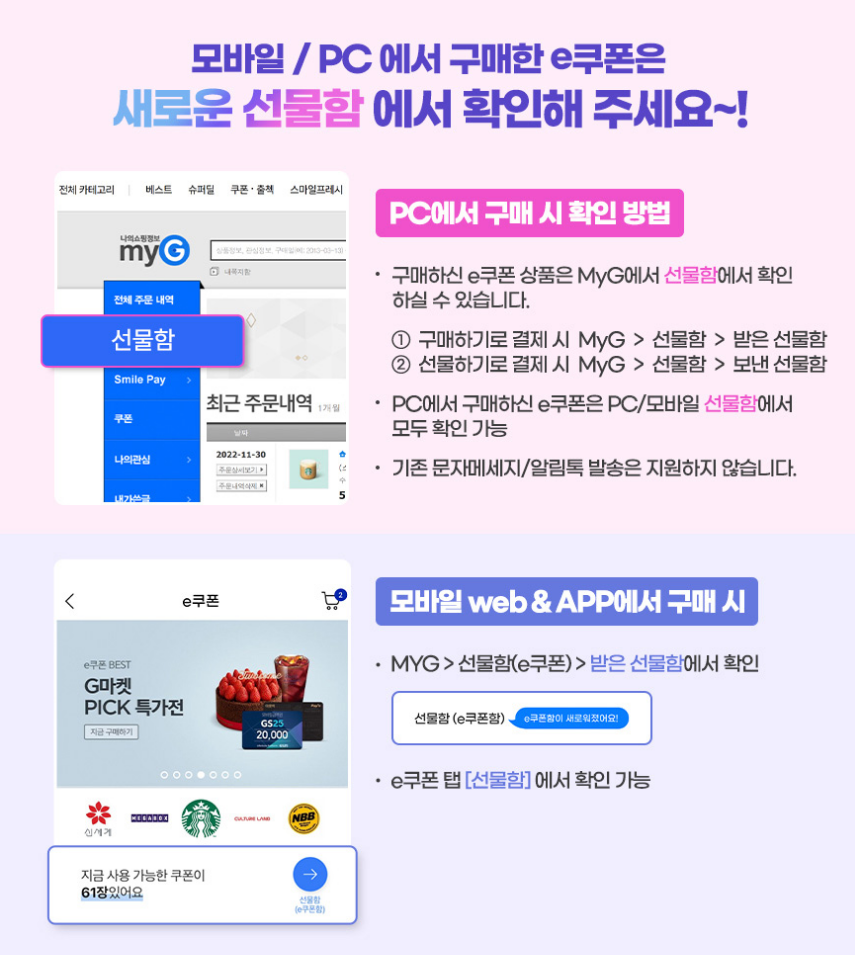 모바일 / PC 에서 구매한 e쿠폰은
새로운 선물함 에서 확인해 주세요~!
전체 카테고리 | 베스트 슈퍼딜 쿠폰·출첵 스마일프레시
나의쇼핑정보
myG
내목지함
전체 주문 내역
선물함
Smile Pay >
쿠폰
나의관심 >
내가쓴글 >
최근 주문내역 1개월
날짜
2022-11-30
주문상세보기
주문내역삭제 ×
5
PC에서 구매 시 확인 방법
· 구매하신 e쿠폰 상품은 MyG에서 선물함에서 확인
하실 수 있습니다.
① 구매하기로 결제 시 MyG > 선물함 > 받은 선물함
② 선물하기로 결제 시 MyG > 선물함 > 보낸 선물함
· PC에서 구매하신 e쿠폰은 PC/모바일 선물함에서
모두 확인 가능
· 기존 문자메세지/알림톡 발송은 지원하지 않습니다.
e쿠폰
2
e쿠폰 BEST
G마켓
PICK 특가전
지금 구매하기
GS25
20,000
신세계
MEGABOX
CULTURE LAND
NBB
지금 사용 가능한 쿠폰이
61장있어요
선물함
(e쿠폰함)
모바일 web & APP에서 구매 시
· MYG > 선물함(e쿠폰) > 받은 선물함에서 확인
선물함 (e쿠폰함) e쿠폰함이 새로워졌어요!
· e쿠폰 탭 [선물함] 에서 확인 가능